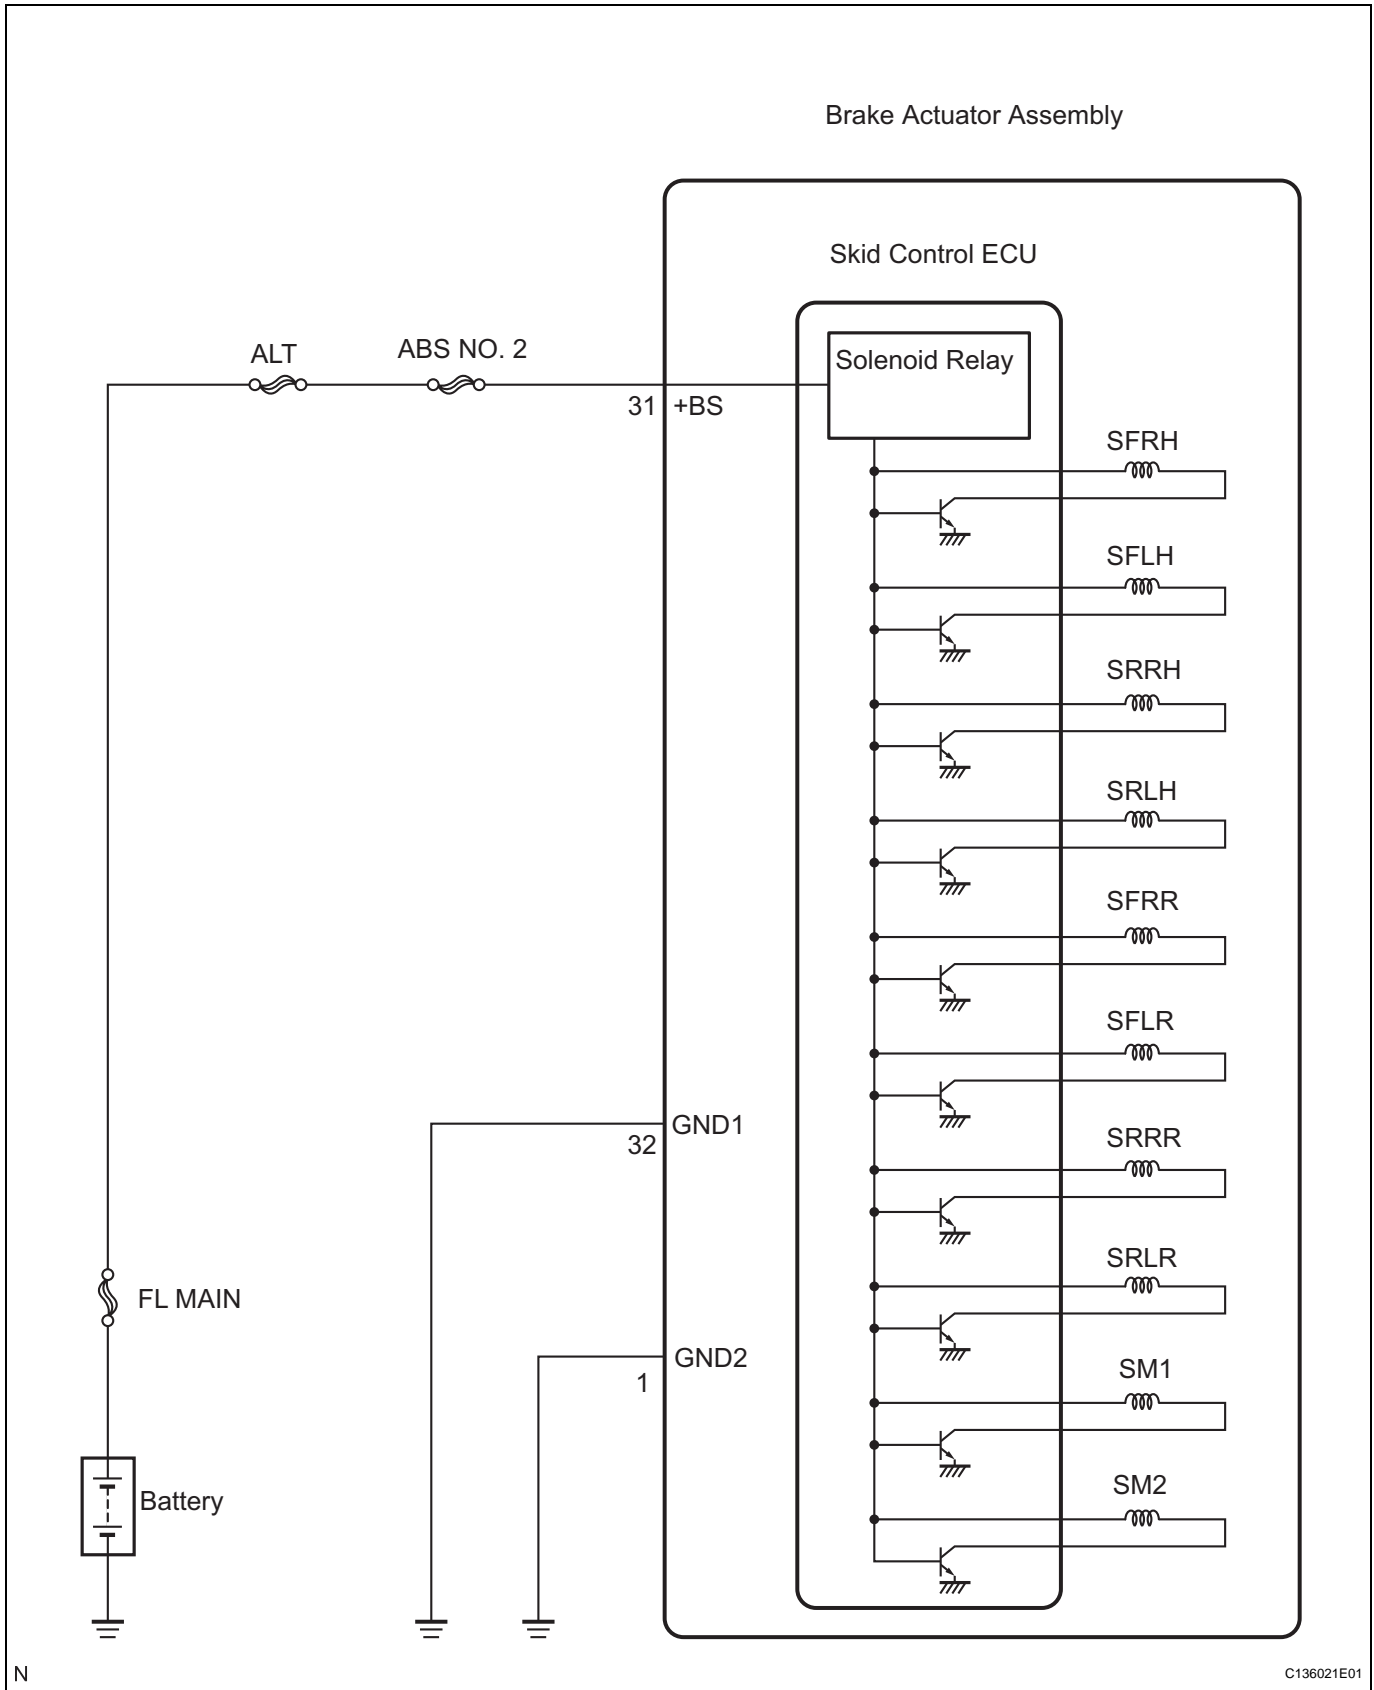 Brake Actuator Assembly
Skid Control ECU
Solenoid Relay
ALT
ABS NO. 2
31
+BS
SFRH
SFLH
SRRH
SRLH
SFRR
SFLR
GND1
32
SRRR
SRLR
FL MAIN
GND2
1
SM1
SM2
Battery
N
C136021E01